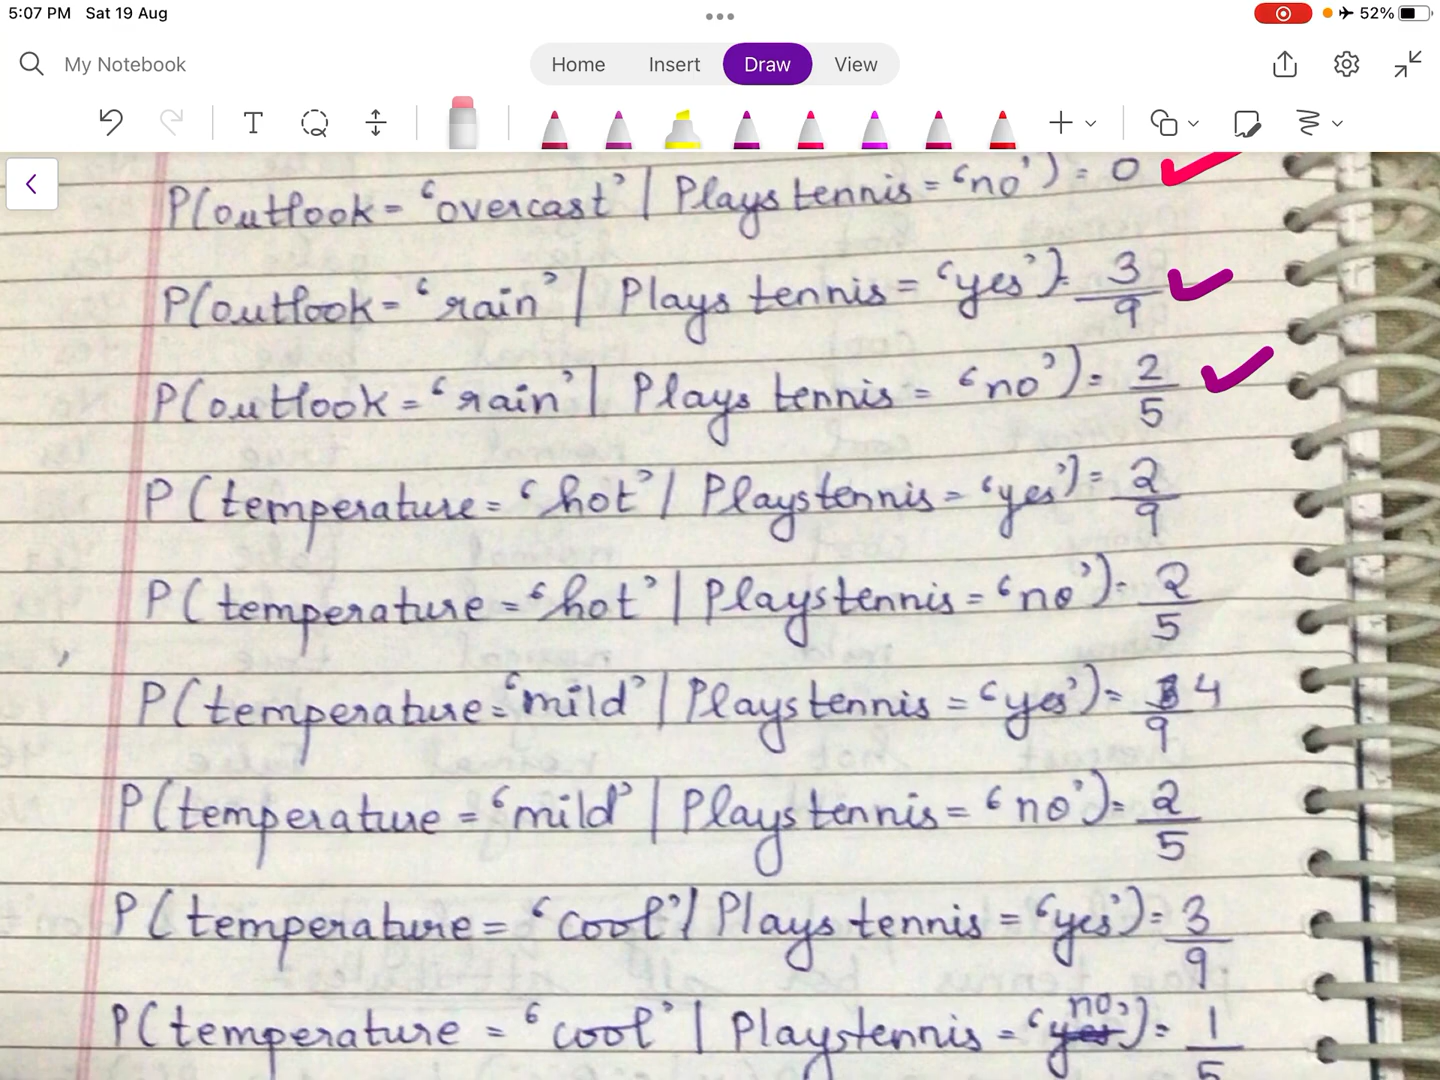 5:07 PM Sat 19 Aug
52%
My Notebook
Home Insert Draw View
T
P(outlook = 'overcast' | Plays tennis = 'no') = 0
P(outlook = 'rain' | Plays tennis = 'yes') = 3/9
P(outlook = 'rain' | Plays tennis = 'no') = 2/5
P(temperature = 'hot' | Plays tennis = 'yes') = 2/9
P(temperature = 'hot' | Plays tennis = 'no') = 2/5
P(temperature = 'mild' | Plays tennis = 'yes') = 4/9
P(temperature = 'mild' | Plays tennis = 'no') = 2/5
P(temperature = 'cool' | Plays tennis = 'yes') = 3/9
P(temperature = 'cool' | Plays tennis = 'no') = 1/5